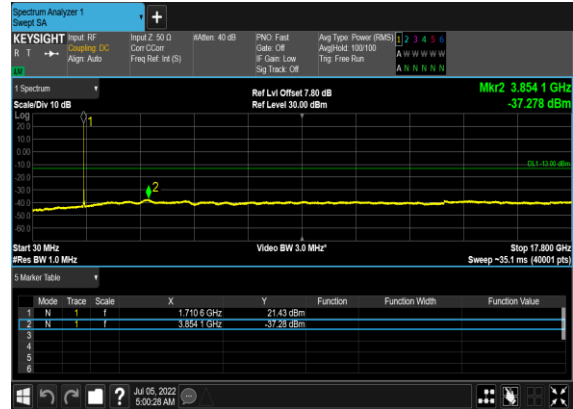 Spectrum Analyzer 1
Swept SA
+
KEYSIGHT Input: RF Input Z: 50 Ω #Atten: 40 dB PNO: Fast Avg Type: Power (RMS) 1 2 3 4 5 6
R T Coupling: DC Corr CCorr Gate: Off Avg|Hold: 100/100 A W W W W W
Align: Auto Freq Ref: Int (S) IF Gain: Low Trig: Free Run
Sig Track: Off A N N N N N
1 Spectrum Ref Lvl Offset 7.80 dB Mkr2 3.854 1 GHz
Scale/Div 10 dB Ref Level 30.00 dBm -37.278 dBm
Log
1
20.0
10.0
0.00
-10.0
DL1 -13.00 dBm
-20.0
-30.0
2
-40.0
-50.0
-60.0
Start 30 MHz Video BW 3.0 MHz* Stop 17.800 GHz
#Res BW 1.0 MHz Sweep ~35.1 ms (40001 pts)
5 Marker Table
Mode Trace Scale X Y Function Function Width Function Value
1 N 1 f 1.710 6 GHz 21.43 dBm
2 N 1 f 3.854 1 GHz -37.28 dBm
3
4
5
6
? Jul 05, 2022
5:00:28 AM